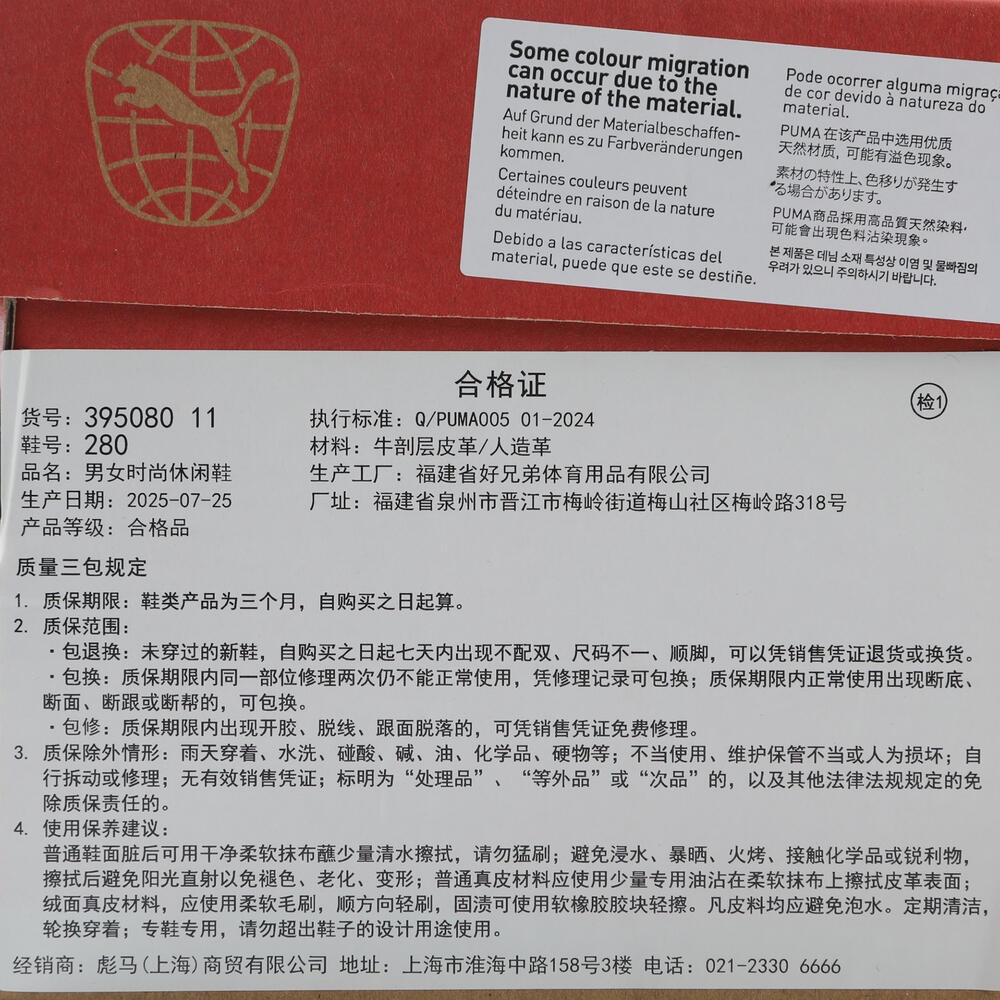 Some colour migration
can occur due to the
nature of the material.
Auf Grund der Materialbeschaffen-
heit kann es zu Farbveränderungen
kommen.
Certaines couleurs peuvent
déteindre en raison de la nature
du matériau.
Debido a las características del
material, puede que este se destiñe.
Pode ocorrer alguma migraç
de cor devido à natureza do
material.
PUMA在该产品中选用优质
天然材质, 可能有溢色现象。
素材の特性上、色移りが発生す
る場合があります。
PUMA商品採用高品質天然染料,
可能會出現色料沾染現象。
본 제품은 데님 소재 특성상 이염 및 물빠짐의
우려가 있으니 주의하시기 바랍니다.
合格证
检1
货号: 395080 11
鞋号: 280
品名: 男女时尚休闲鞋
生产日期: 2025-07-25
产品等级: 合格品
执行标准: Q/PUMA005 01-2024
材料: 牛剖层皮革/人造革
生产工厂: 福建省好兄弟体育用品有限公司
厂址: 福建省泉州市晋江市梅岭街道梅山社区梅岭路318号
质量三包规定
1. 质保期限: 鞋类产品为三个月, 自购买之日起算。
2. 质保范围:
·包退换: 未穿过的新鞋, 自购买之日起七天内出现不配双、尺码不一、顺脚, 可以凭销售凭证退货或换货。
·包换: 质保期限内同一部位修理两次仍不能正常使用, 凭修理记录可包换; 质保期限内正常使用出现断底、
断面、断跟或断帮的, 可包换。
·包修: 质保期限内出现开胶、脱线、跟面脱落的, 可凭销售凭证免费修理。
3. 质保除外情形: 雨天穿着、水洗、碰酸、碱、油、化学品、硬物等; 不当使用、维护保管不当或人为损坏; 自
行拆动或修理; 无有效销售凭证; 标明为“处理品”、“等外品”或“次品”的, 以及其他法律法规规定的免
除质保责任的。
4. 使用保养建议:
普通鞋面脏后可用干净柔软抹布蘸少量清水擦拭, 请勿猛刷; 避免浸水、暴晒、火烤、接触化学品或锐利物,
擦拭后避免阳光直射以免褪色、老化、变形; 普通真皮材料应使用少量专用油沾在柔软抹布上擦拭皮革表面;
绒面真皮材料, 应使用柔软毛刷, 顺方向轻刷, 固渍可使用软橡胶胶块轻擦。凡皮料均应避免泡水。定期清洁,
轮换穿着; 专鞋专用, 请勿超出鞋子的设计用途使用。
经销商: 彪马(上海)商贸有限公司 地址: 上海市淮海中路158号3楼 电话: 021-2330 6666